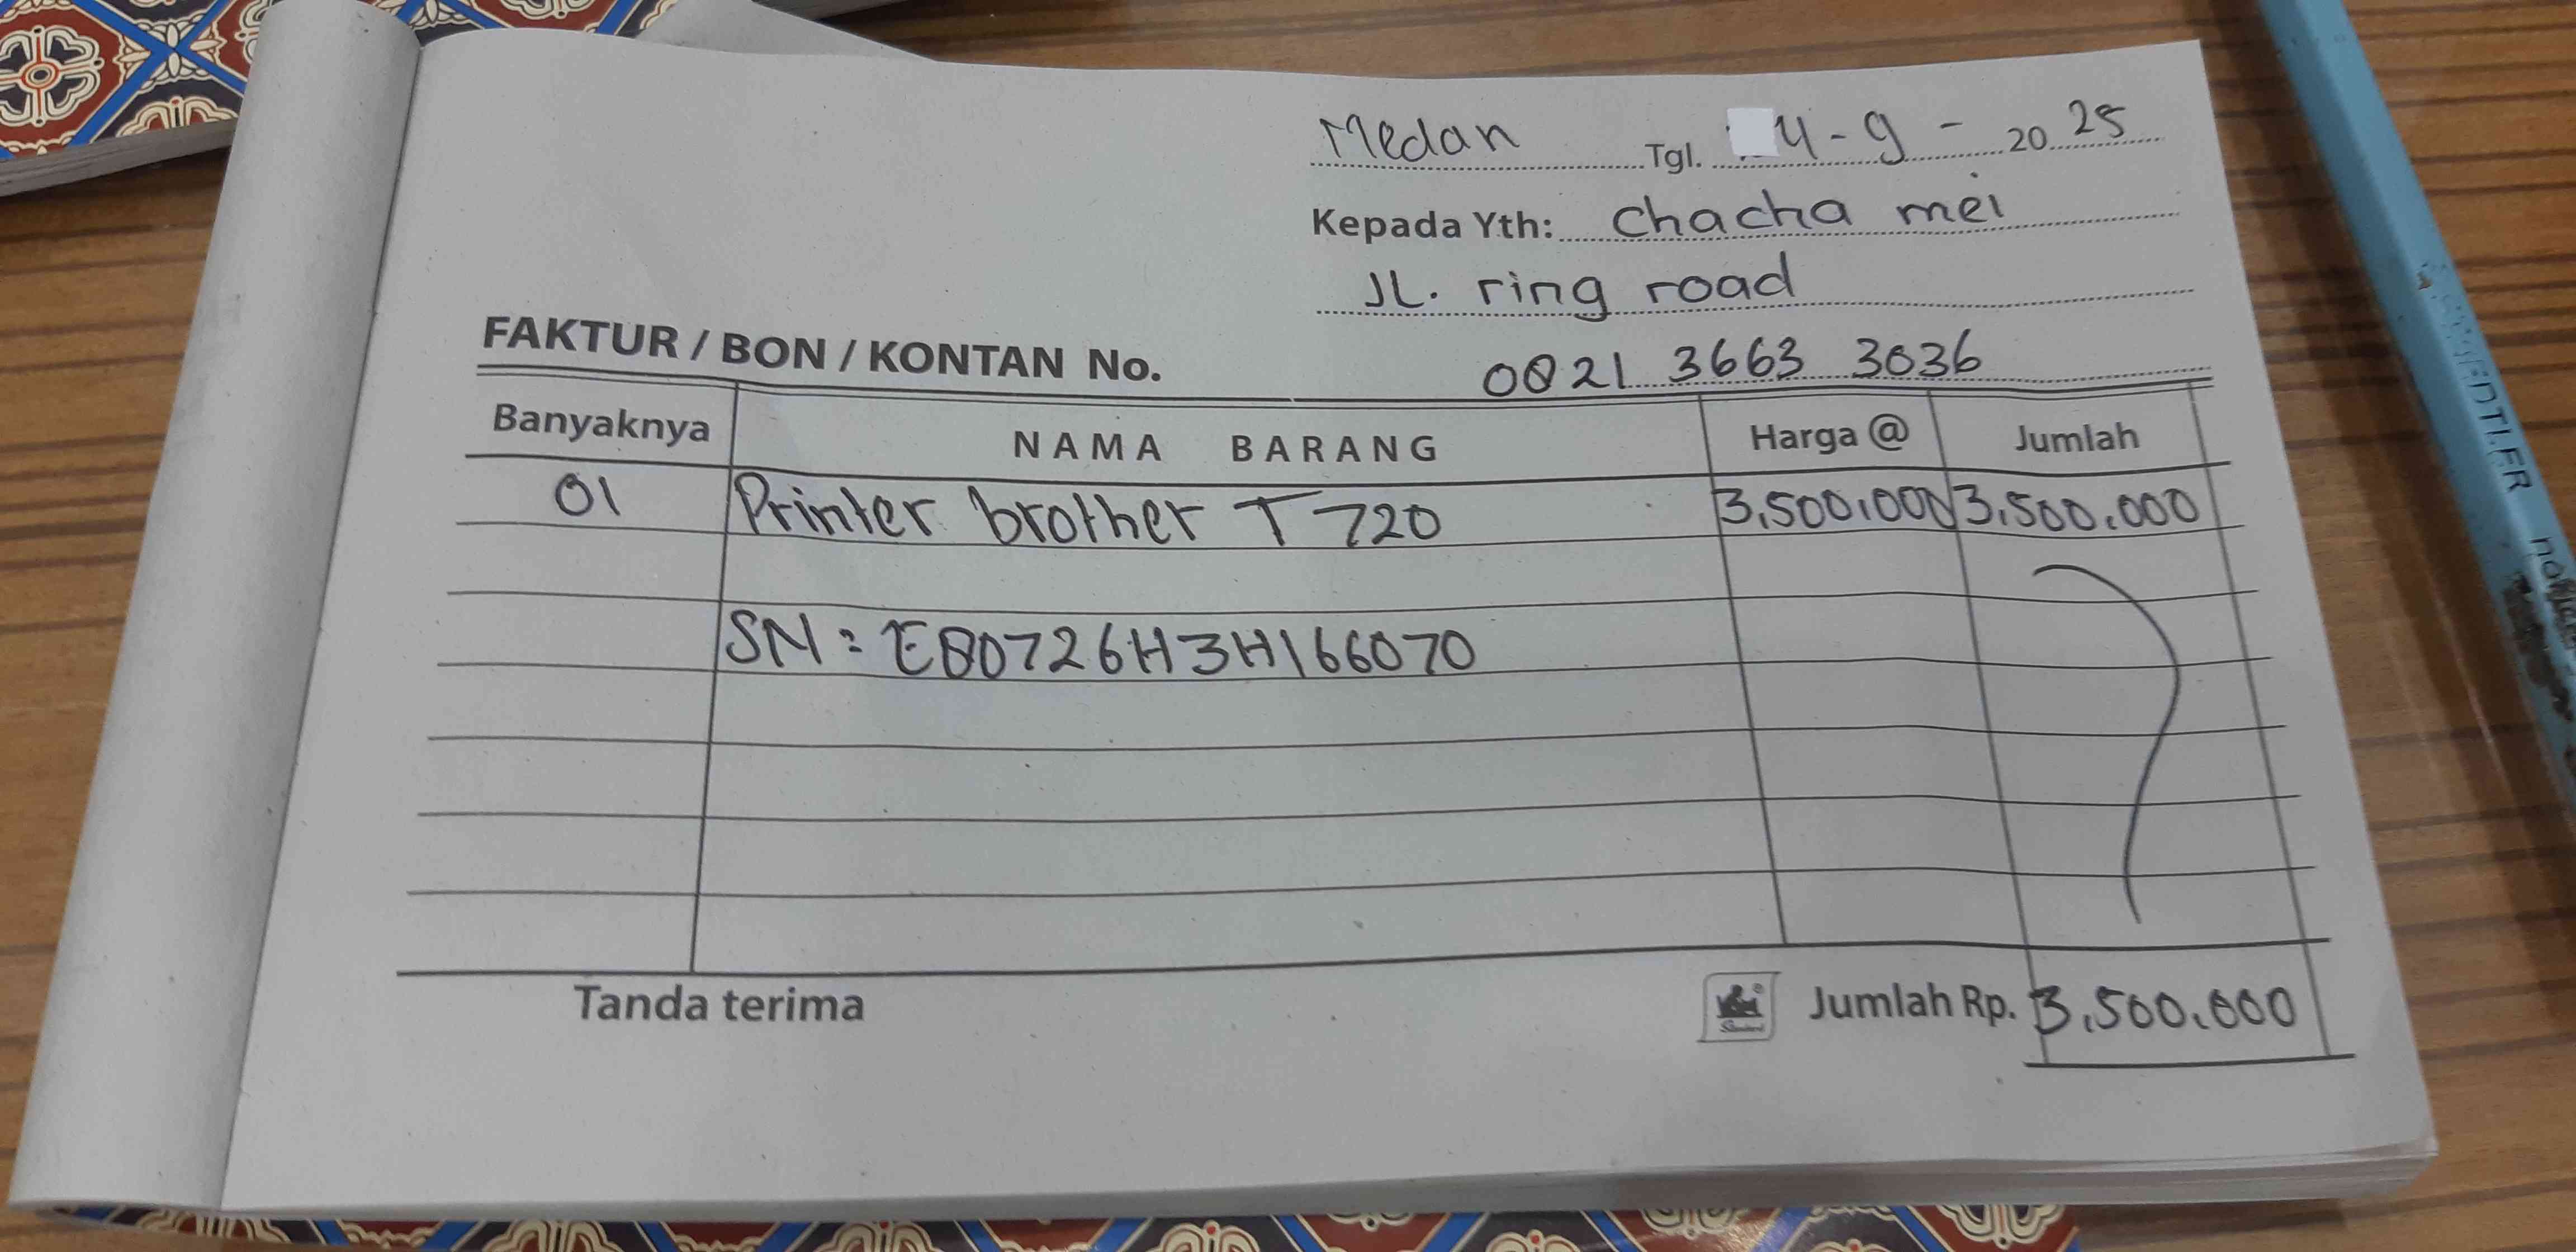 Medan Tgl. 4-9-2025
Kepada Yth: Chacha mei
JL. ring road
FAKTUR / BON / KONTAN No. 0821 3663 3036
Banyaknya NAMA BARANG Harga @ Jumlah
01 Printer brother T 720 3.500.000 3.500.000
SN : E80726H3H166070
Tanda terima Jumlah Rp. 3.500.000